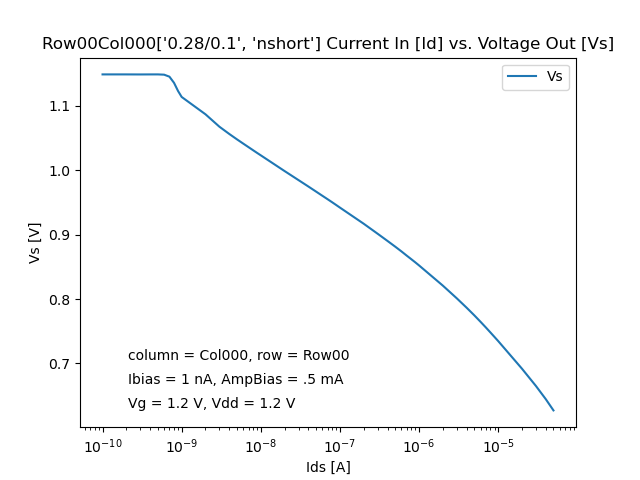 Row00Col000['0.28/0.1', 'nshort'] Current In [Id] vs. Voltage Out [Vs]
Vs
1.1
1.0
0.9
0.8
0.7
Vs [V]
column = Col000, row = Row00
Ibias = 1 nA, AmpBias = .5 mA
Vg = 1.2 V, Vdd = 1.2 V
10⁻¹⁰ 10⁻⁹ 10⁻⁸ 10⁻⁷ 10⁻⁶ 10⁻⁵
Ids [A]